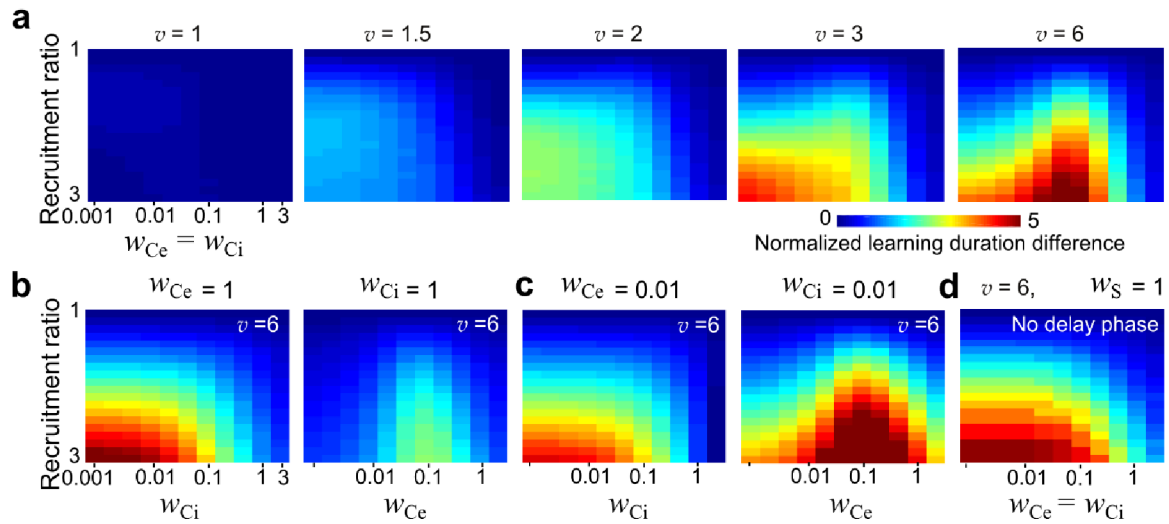 a
v = 1
v = 1.5
v = 2
v = 3
v = 6
Recruitment ratio
1
3
0.001 0.01 0.1 1 3
wCe = wCi
0 5
Normalized learning duration difference
b
wCe = 1
wCi = 1
c
wCe = 0.01
wCi = 0.01
d
v = 6, wS = 1
Recruitment ratio
1
3
v =6
v =6
v =6
v =6
No delay phase
0.001 0.01 0.1 1 3
0.01 0.1 1
0.01 0.1 1
0.01 0.1 1
0.01 0.1 1
wCi
wCe
wCi
wCe
wCe = wCi